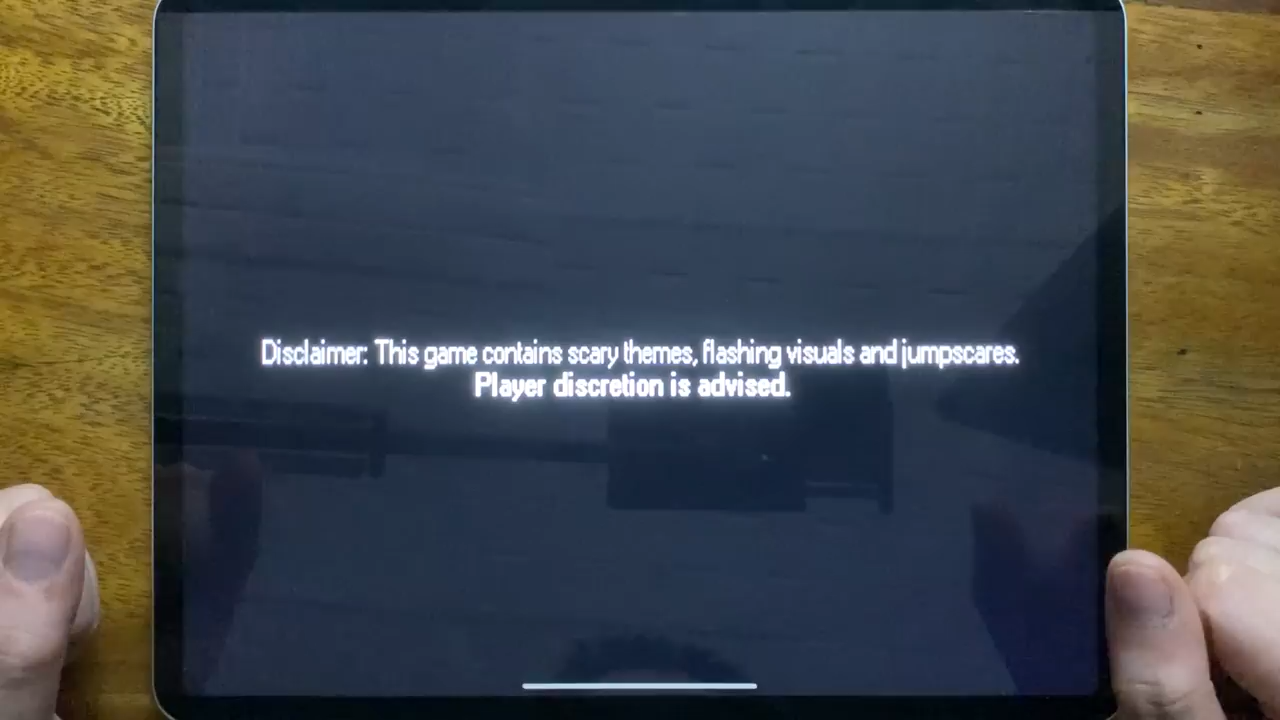 Disclaimer: This game contains scary themes, flashing visuals and jumpscares.
Player discretion is advised.